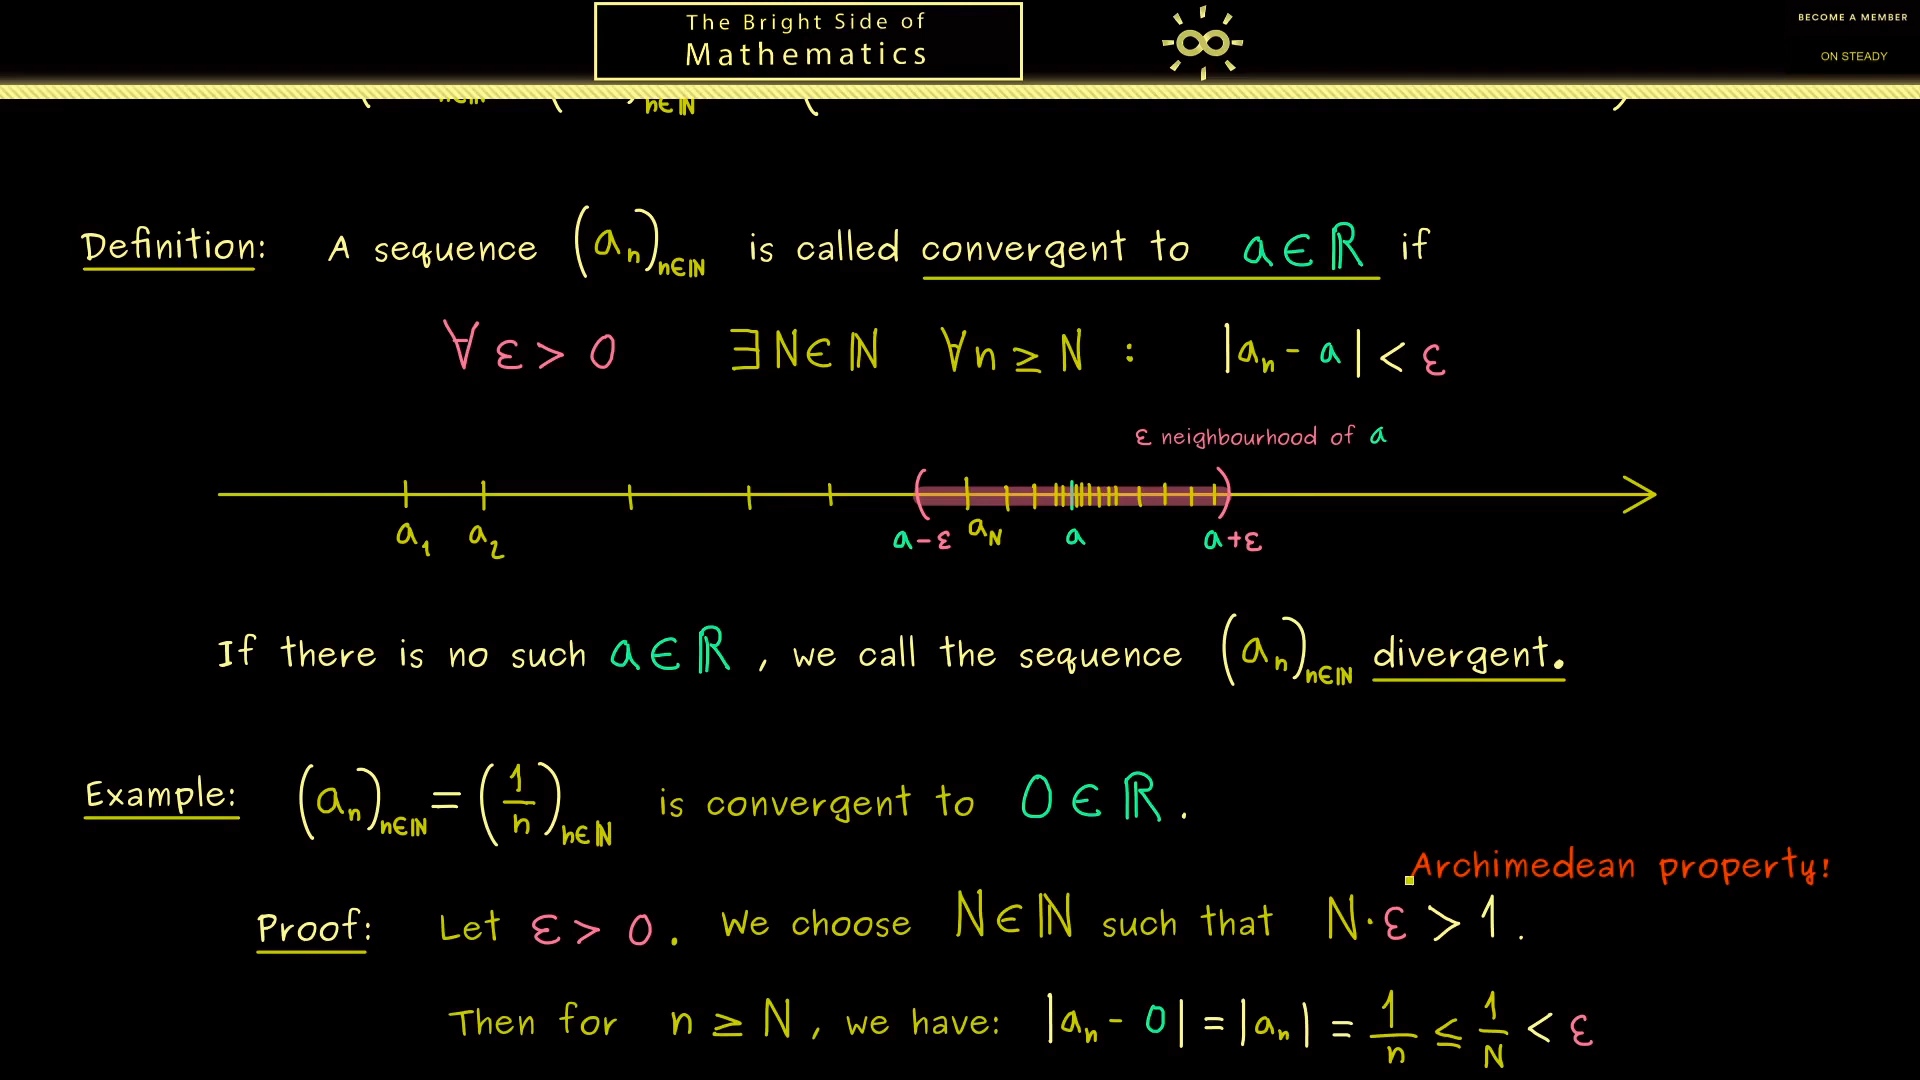 The Bright Side of
Mathematics
BECOME A MEMBER
ON STEADY
n∈ℕ n∈ℕ
Definition: A sequence (aₙ)n∈ℕ is called convergent to a ∈ ℝ if
∀ε > 0 ∃N ∈ ℕ ∀n ≥ N : |aₙ - a| < ε
ε neighbourhood of a
a₁ a₂ a-ε a_N a a+ε
If there is no such a ∈ ℝ , we call the sequence (aₙ)n∈ℕ divergent.
Example: (aₙ)n∈ℕ = (1/n)n∈ℕ is convergent to 0 ∈ ℝ .
Archimedean property!
Proof: Let ε > 0 . We choose N ∈ ℕ such that N · ε > 1 .
Then for n ≥ N , we have: |aₙ - 0| = |aₙ| = 1/n ≤ 1/N < ε